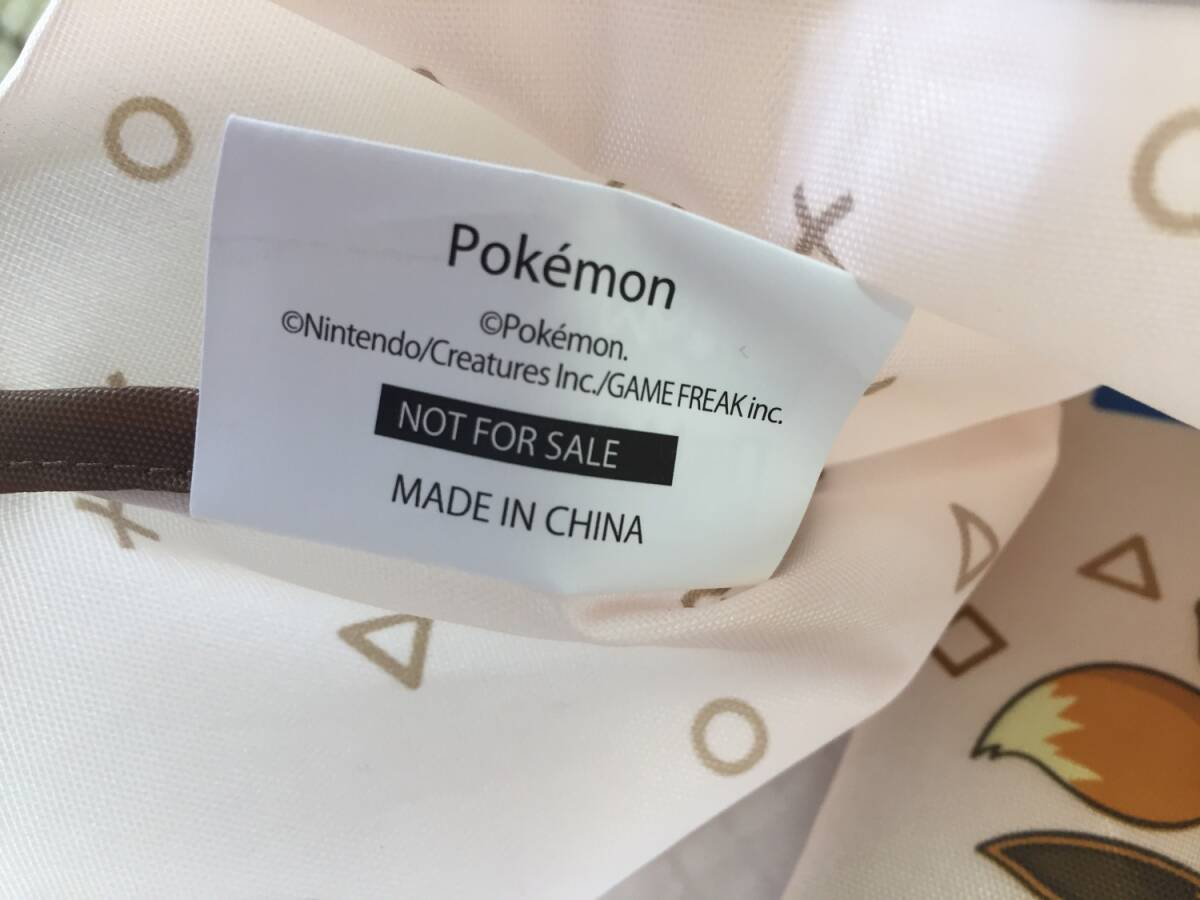 Pokémon
©Pokémon.
©Nintendo/Creatures Inc./GAME FREAK inc.
NOT FOR SALE
MADE IN CHINA